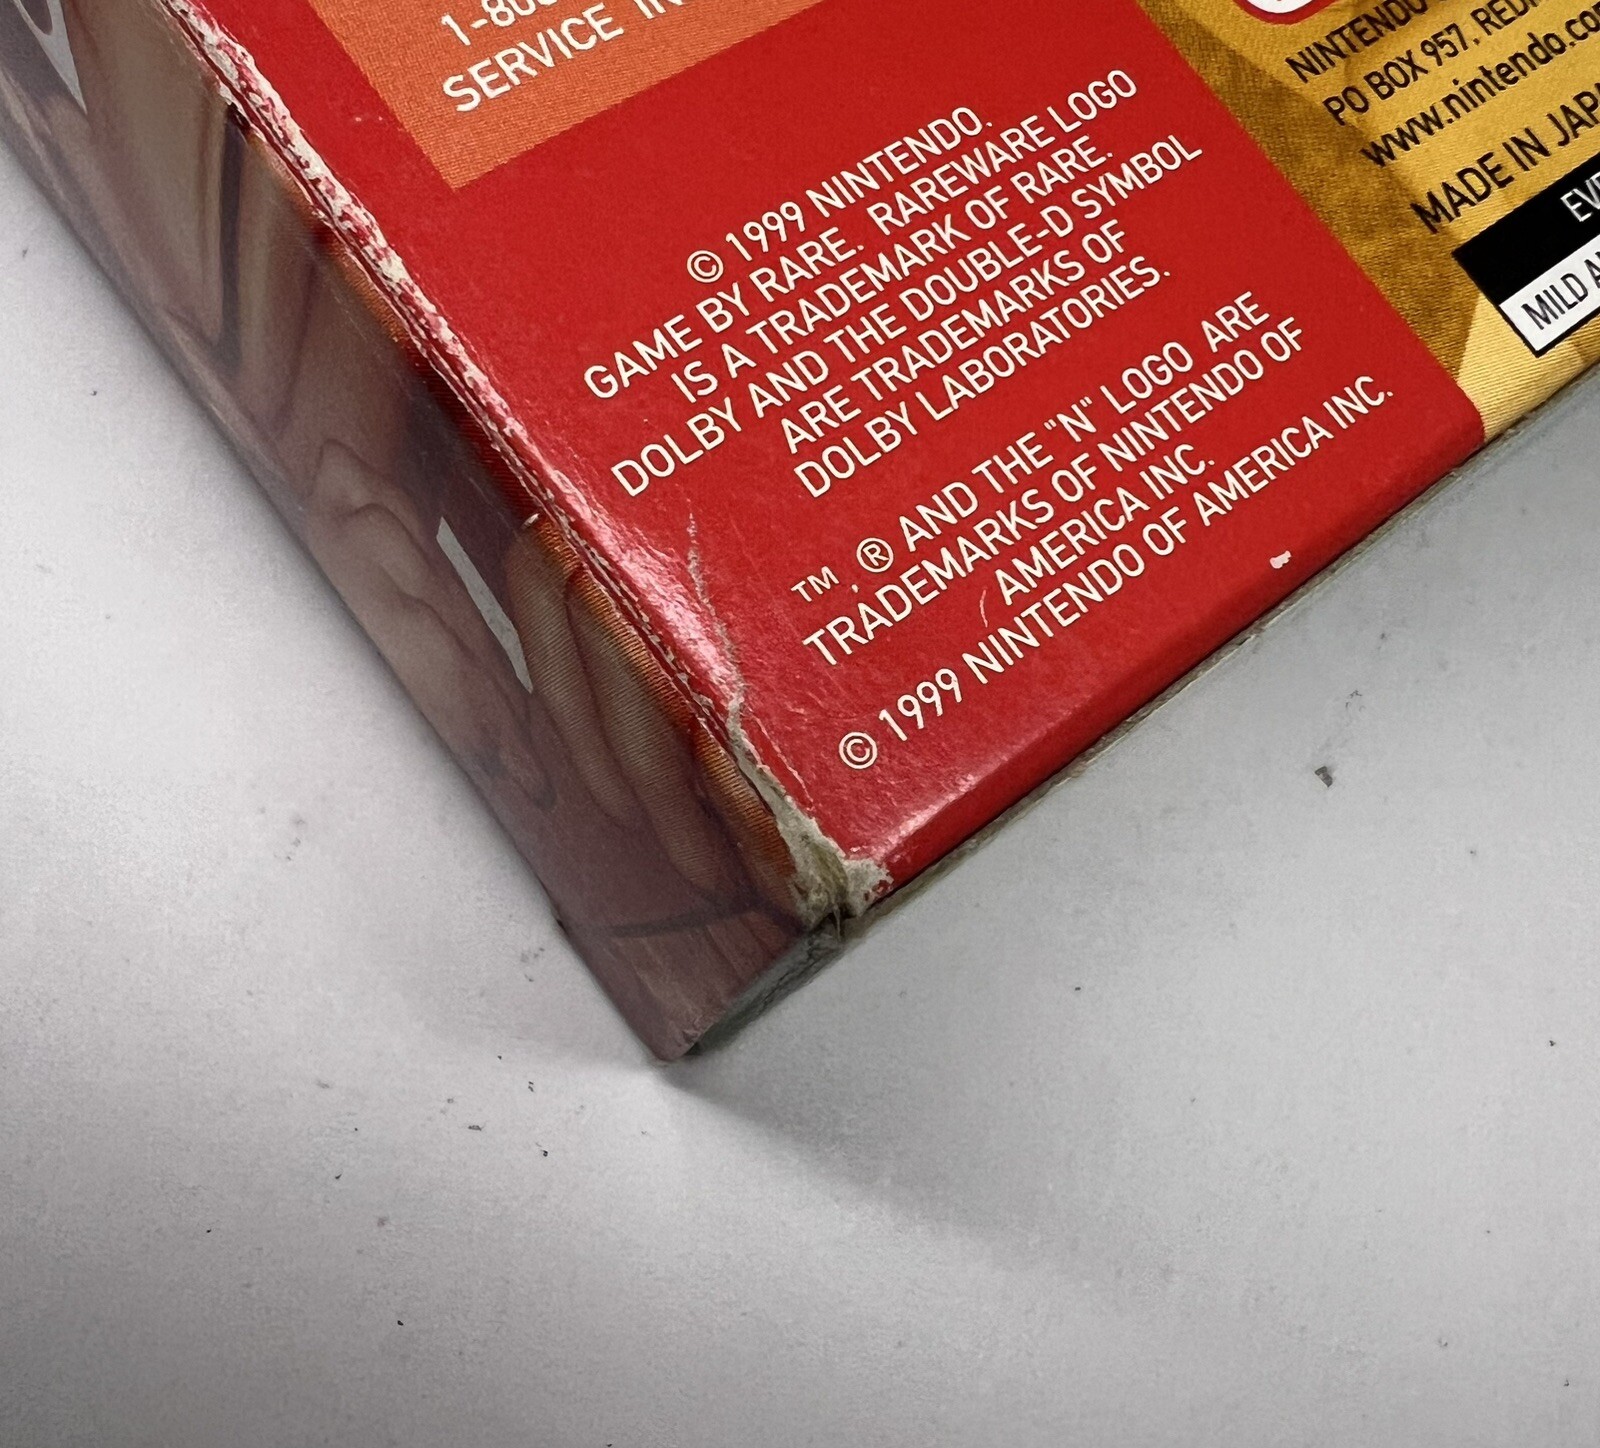 SERVICE
© 1999 NINTENDO.
GAME BY RARE. RAREWARE LOGO
IS A TRADEMARK OF RARE.
DOLBY AND THE DOUBLE-D SYMBOL
ARE TRADEMARKS OF
DOLBY LABORATORIES.
TM, ® AND THE "N" LOGO ARE
TRADEMARKS OF NINTENDO OF
AMERICA INC.
© 1999 NINTENDO OF AMERICA INC.
NINTENDO
PO BOX 957,
www.nintendo.co
MADE IN
MILD